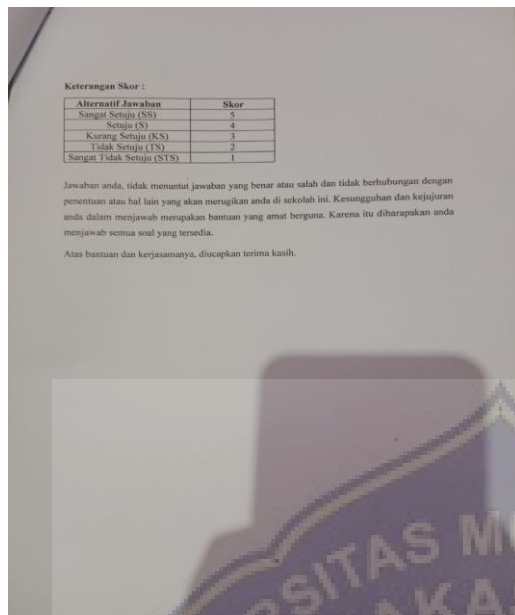 Keterangan Skor :
Alternatif Jawaban Skor
Sangat Setuju (SS) 5
Setuju (S) 4
Kurang Setuju (KS) 3
Tidak Setuju (TS) 2
Sangat Tidak Setuju (STS) 1
Jawaban anda, tidak menuntut jawaban yang benar atau salah dan tidak berhubungan dengan
penentuan atau hal lain yang akan merugikan anda di sekolah ini. Kesungguhan dan kejujuran
anda dalam menjawab merupakan bantuan yang amat berguna. Karena itu diharapakan anda
menjawab semua soal yang tersedia.
Atas bantuan dan kerjasamanya, diucapkan terima kasih.
SITAS M
AKA